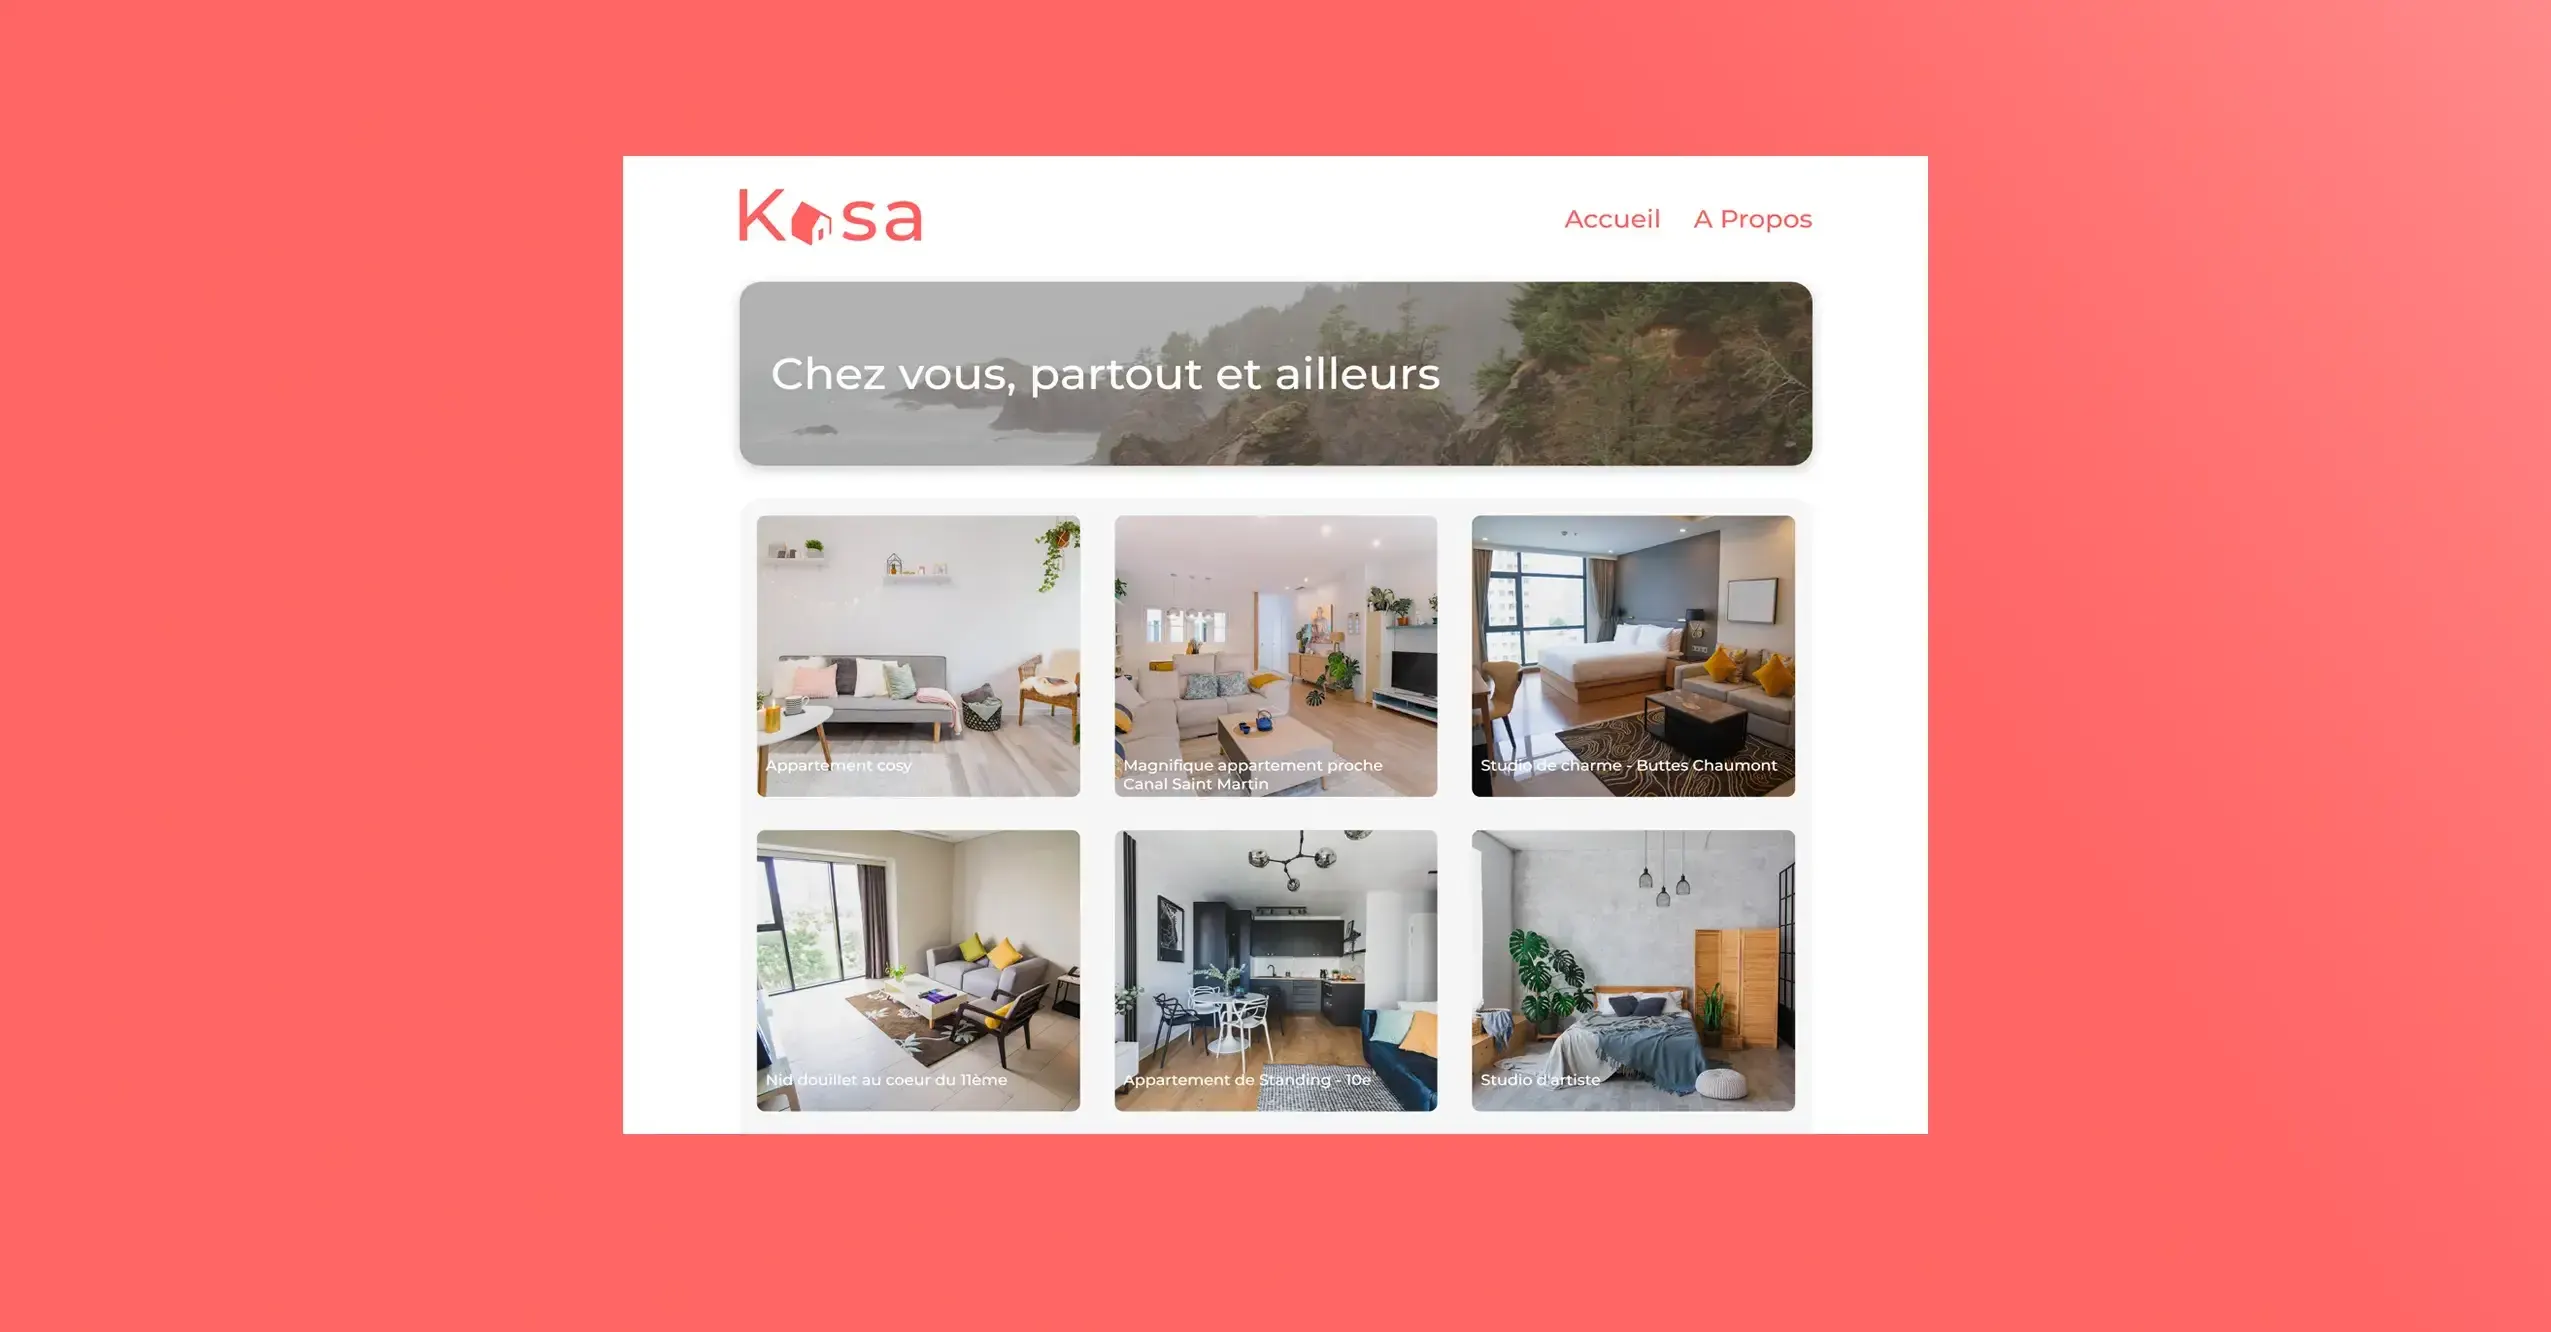 Kasa
Accueil
A Propos
Chez vous, partout et ailleurs
Appartement cosy
Magnifique appartement proche
Canal Saint Martin
Studio de charme - Buttes Chaumont
Nid douillet au coeur du 11ème
Appartement de Standing - 10e
Studio d'artiste